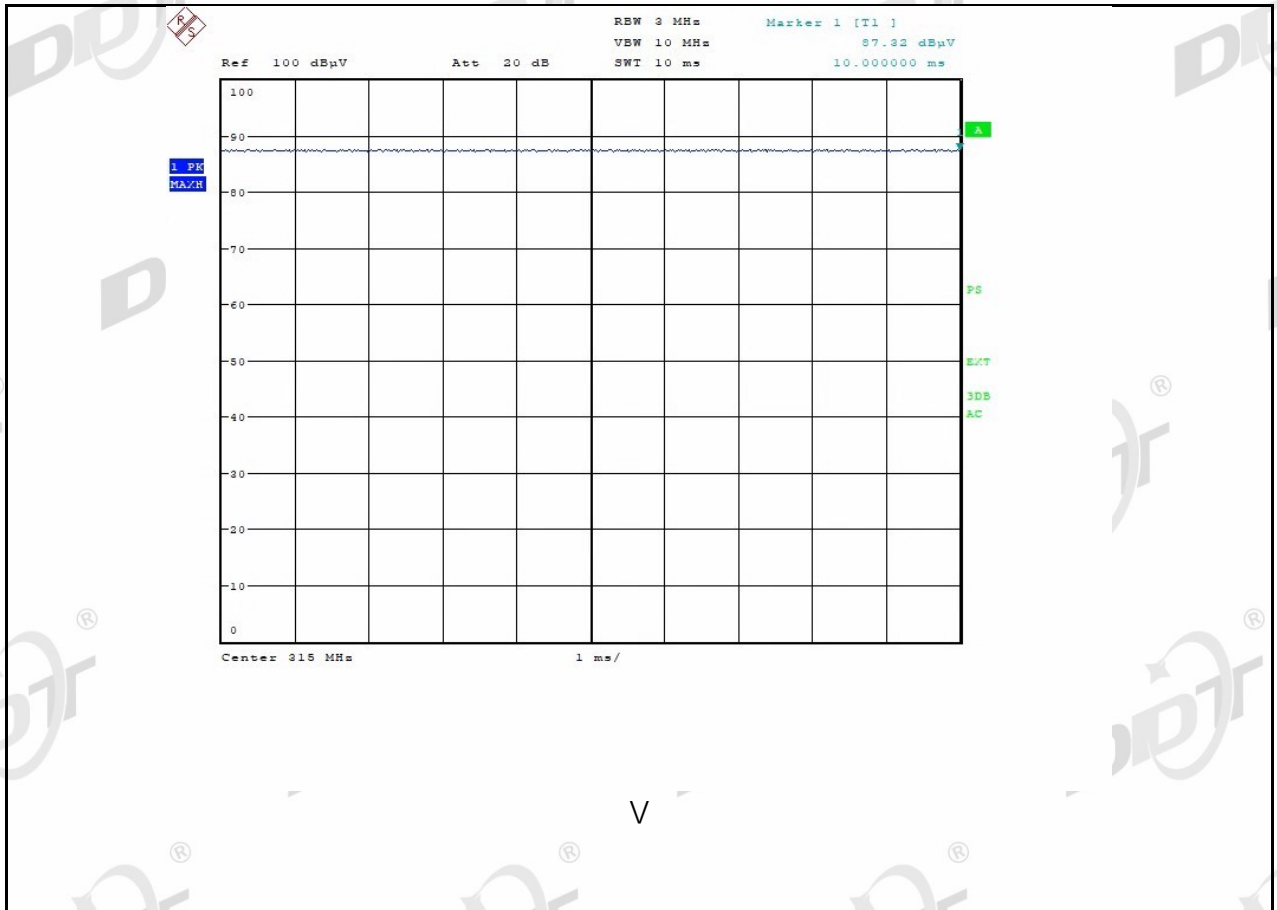 R S
RBW 3 MHz Marker 1 [T1 ]
VBW 10 MHz 87.32 dBµV
Ref 100 dBµV Att 20 dB SWT 10 ms 10.000000 ms
100
A
90
1 PK
MAXH
80
70
60
PS
50
EXT
3DB
40
AC
30
20
10
0
Center 315 MHz 1 ms/
V
DDT
®